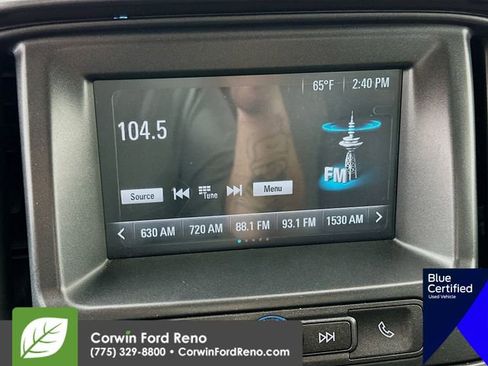 65°F 2:40 PM
104.5
FM
Source Tune Menu
630 AM 720 AM 88.1 FM 93.1 FM 1530 AM
Blue
Certified
Used Vehicle
Corwin Ford Reno
(775) 329-8800 • CorwinFordReno.com